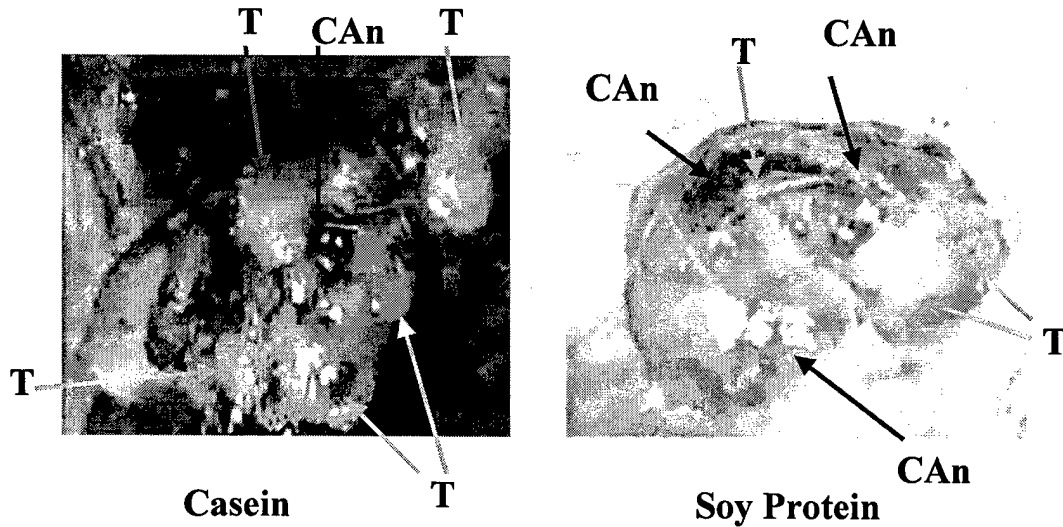 T CAn T
T
T
Casein
CAn T CAn
T
CAn
Soy Protein